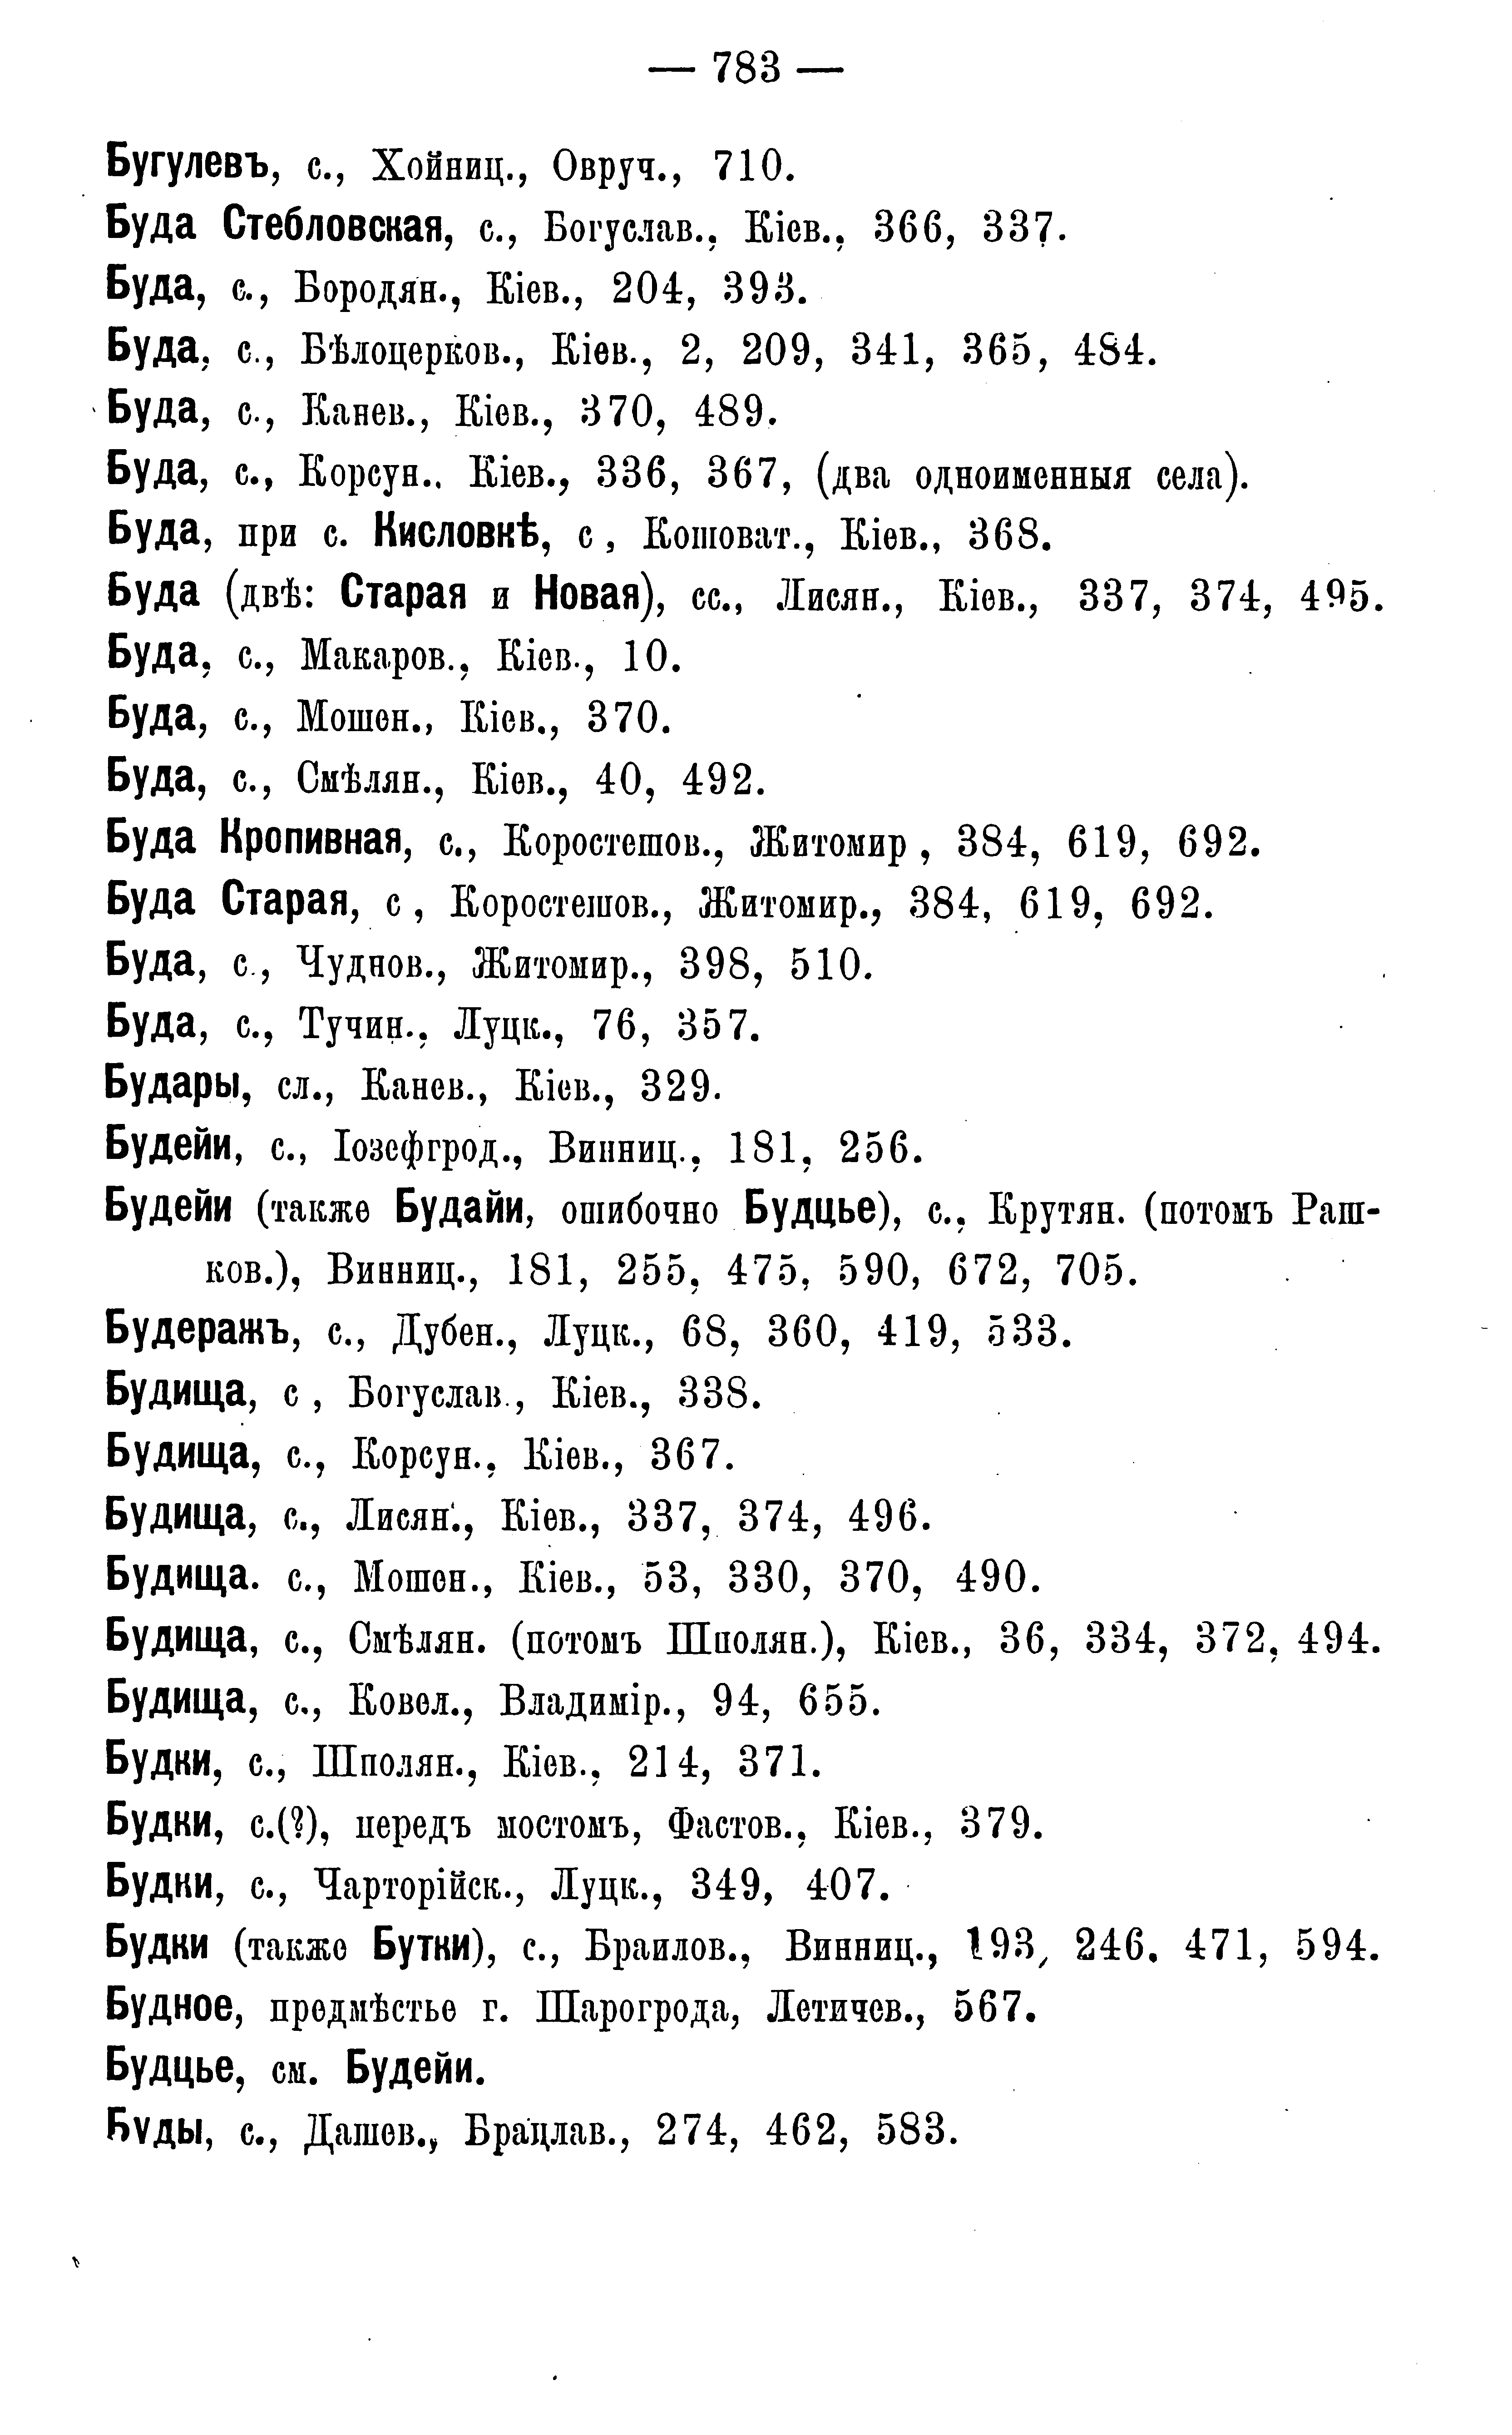 — 783 —
Бугулевъ, с., Хойниц., Овруч., 710.
Буда Стебловская, с., Богуслав., Кіев., 366, 337.
Буда, с., Бородян., Кіев., 204, 393.
Буда, с., Бѣлоцерков., Кіев., 2, 209, 341, 365, 484.
Буда, с., Канев., Кіев., 370, 489.
Буда, с., Корсун., Кіев., 336, 367, (два одноименныя села).
Буда, при с. Кисловкѣ, с , Кошоват., Кіев., 368.
Буда (двѣ: Старая и Новая), сс., Лисян., Кіев., 337, 374, 495.
Буда, с., Макаров., Кіев., 10.
Буда, с., Мошен., Кіев., 370.
Буда, с., Смѣлян., Кіев., 40, 492.
Буда Кропивная, с., Коростешов., Житомир , 384, 619, 692.
Буда Старая, с , Коростешов., Житомир., 384, 619, 692.
Буда, с., Чуднов., Житомир., 398, 510.
Буда, с., Тучин., Луцк., 76, 357.
Будары, сл., Канев., Кіев., 329.
Будейи, с., Іозефгрод., Винниц., 181, 256.
Будейи (также Будайи, ошибочно Будцье), с., Крутян. (потомъ Раш-
ков.), Винниц., 181, 255, 475, 590, 672, 705.
Будеражъ, с., Дубен., Луцк., 68, 360, 419, 533.
Будища, с , Богуслав., Кіев., 338.
Будища, с., Корсун., Кіев., 367.
Будища, с., Лисян., Кіев., 337, 374, 496.
Будища. с., Мошен., Кіев., 53, 330, 370, 490.
Будища, с., Смѣлян. (потомъ Шполян.), Кіев., 36, 334, 372, 494.
Будища, с., Ковел., Владимір., 94, 655.
Будки, с., Шполян., Кіев., 214, 371.
Будки, с.(?), передъ мостомъ, Фастов., Кіев., 379.
Будки, с., Чарторійск., Луцк., 349, 407.
Будки (также Бутки), с., Браилов., Винниц., 193, 246. 471, 594.
Будное, предмѣстье г. Шарогрода, Летичев., 567.
Будцье, см. Будейи.
Буды, с., Дашев., Брацлав., 274, 462, 583.